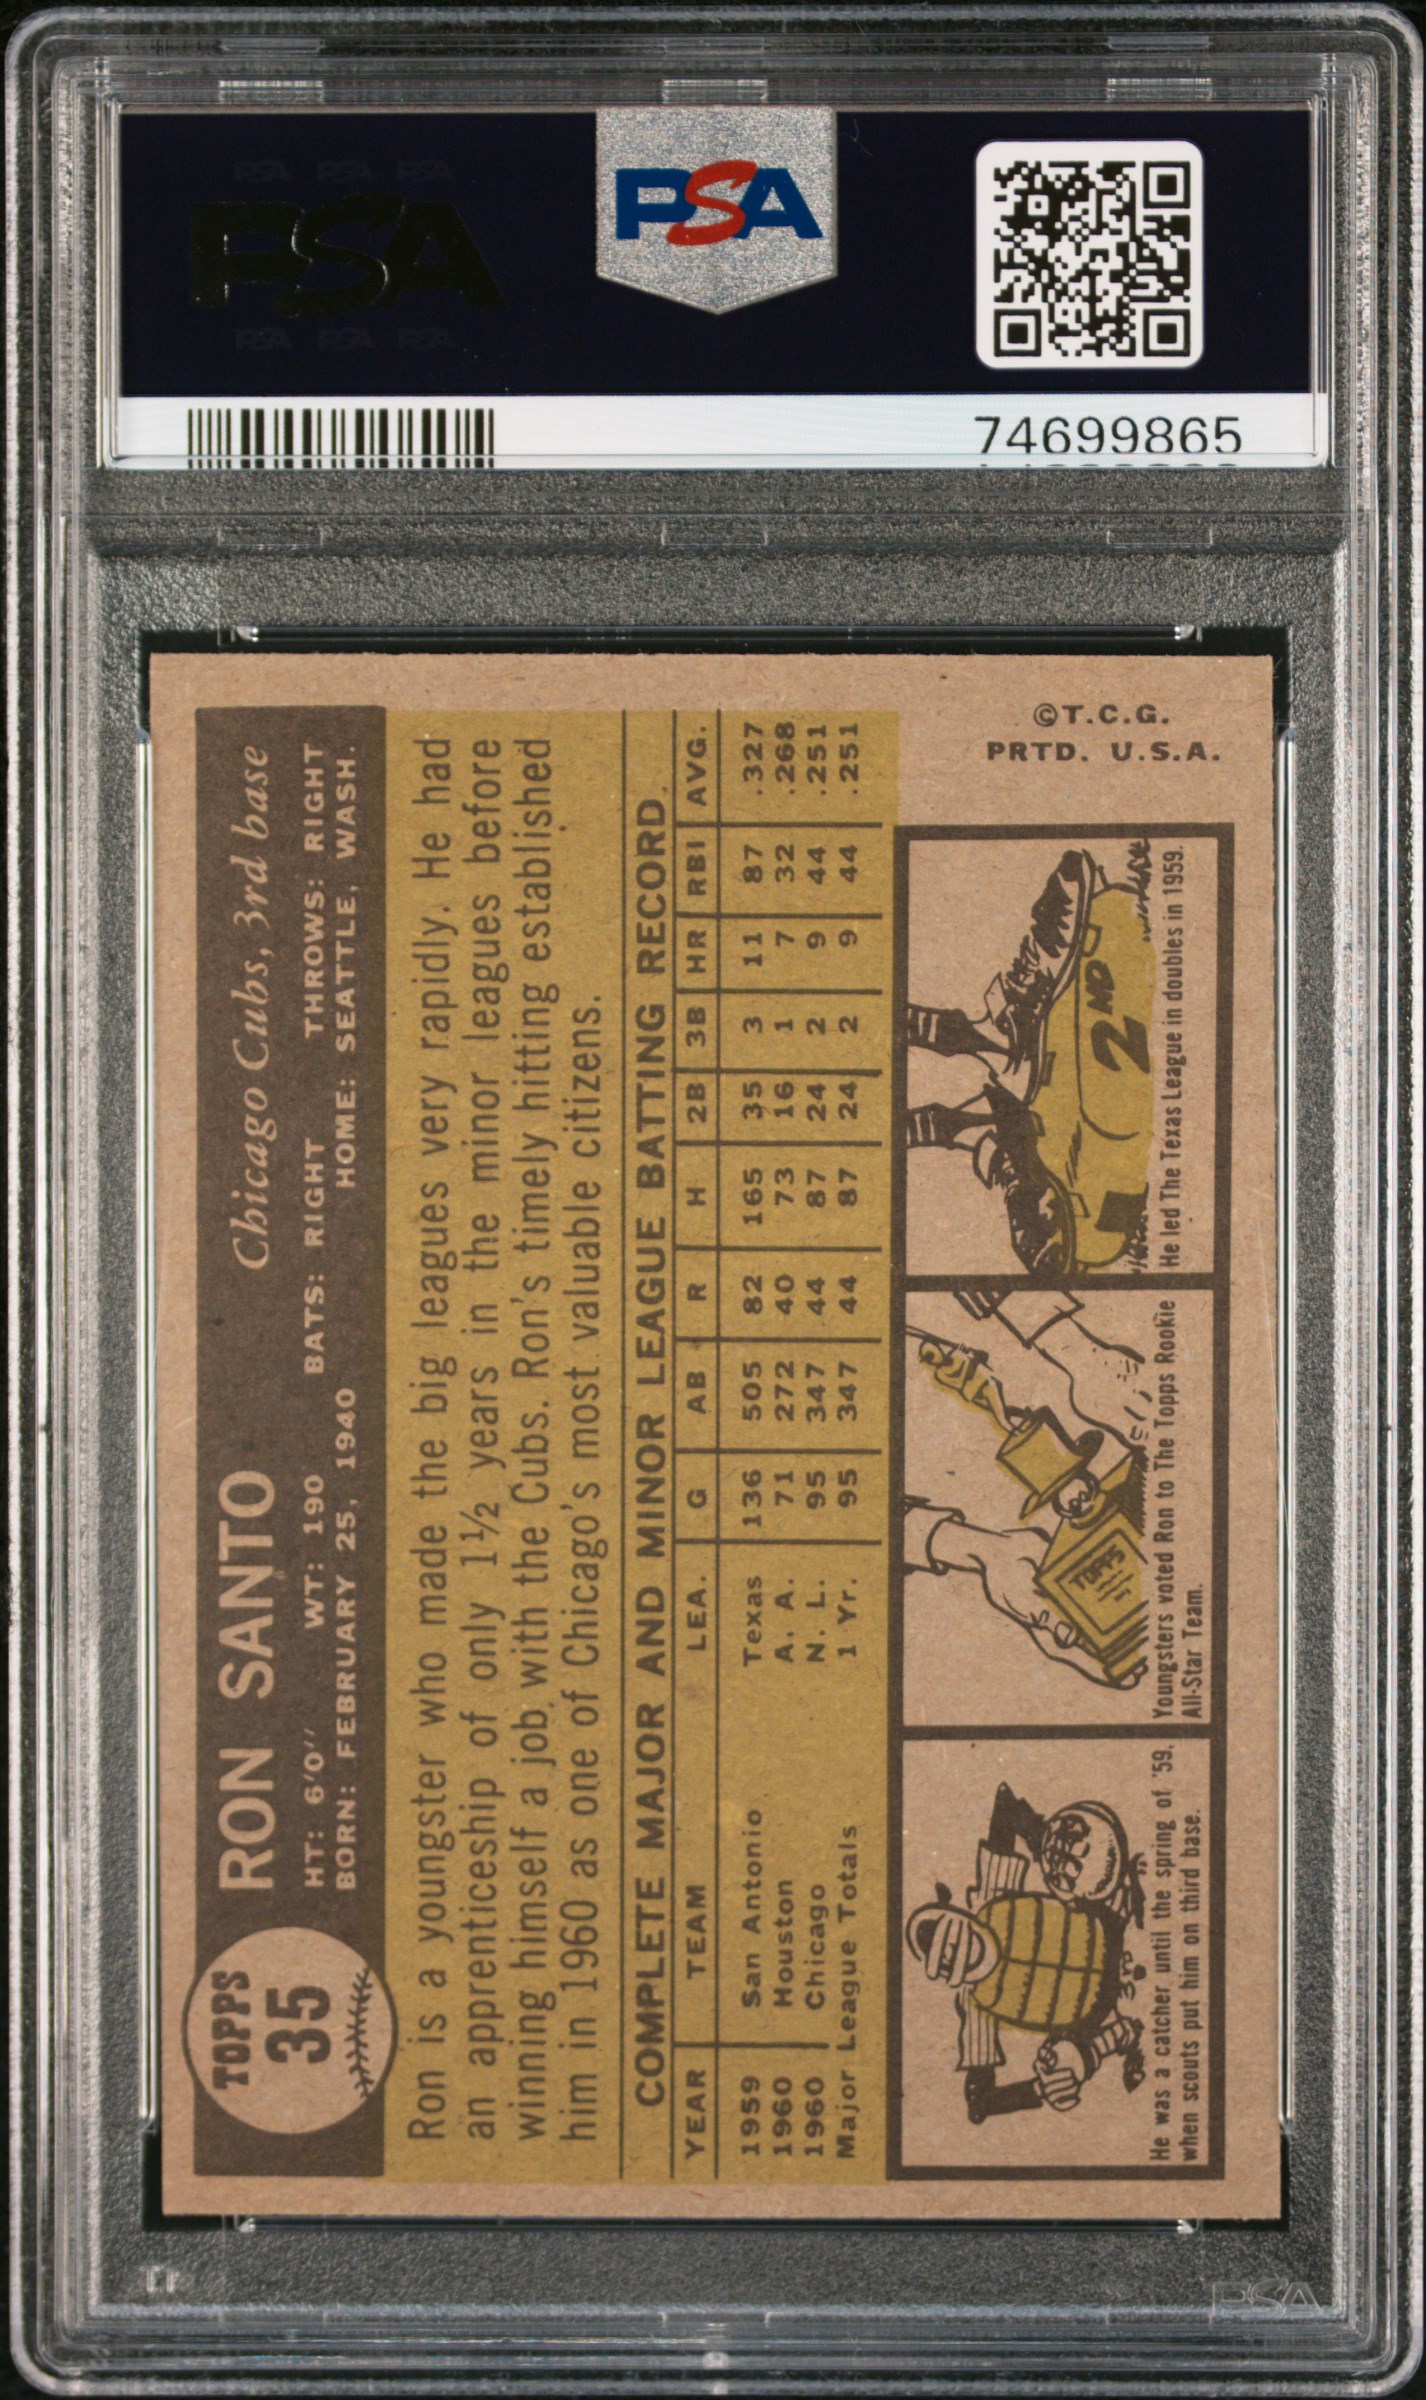 PSA PSA PSA
PSA
PSA PSA PSA
PSA
74699865
TOPPS
35
RON SANTO
Chicago Cubs, 3rd base
HT: 6'0'' WT: 190 BATS: RIGHT THROWS: RIGHT
BORN: FEBRUARY 25, 1940 HOME: SEATTLE, WASH.
Ron is a youngster who made the big leagues very rapidly. He had
an apprenticeship of only 1½ years in the minor leagues before
winning himself a job with the Cubs. Ron's timely hitting established
him in 1960 as one of Chicago's most valuable citizens.
COMPLETE MAJOR AND MINOR LEAGUE BATTING RECORD
YEAR TEAM LEA. G AB R H 2B 3B HR RBI AVG.
1959 San Antonio Texas 136 505 82 165 35 3 11 87 .327
1960 Houston A. A. 71 272 40 73 16 1 7 32 .268
1960 Chicago N. L. 95 347 44 87 24 2 9 44 .251
Major League Totals 1 Yr. 95 347 44 87 24 2 9 44 .251
3RD
He was a catcher until the spring of '59.
when scouts put him on third base.
TOPPS
Youngsters voted Ron to The Topps Rookie
All-Star Team.
2ND
He led The Texas League in doubles in 1959.
©T.C.G.
PRTD. U.S.A.
PSA